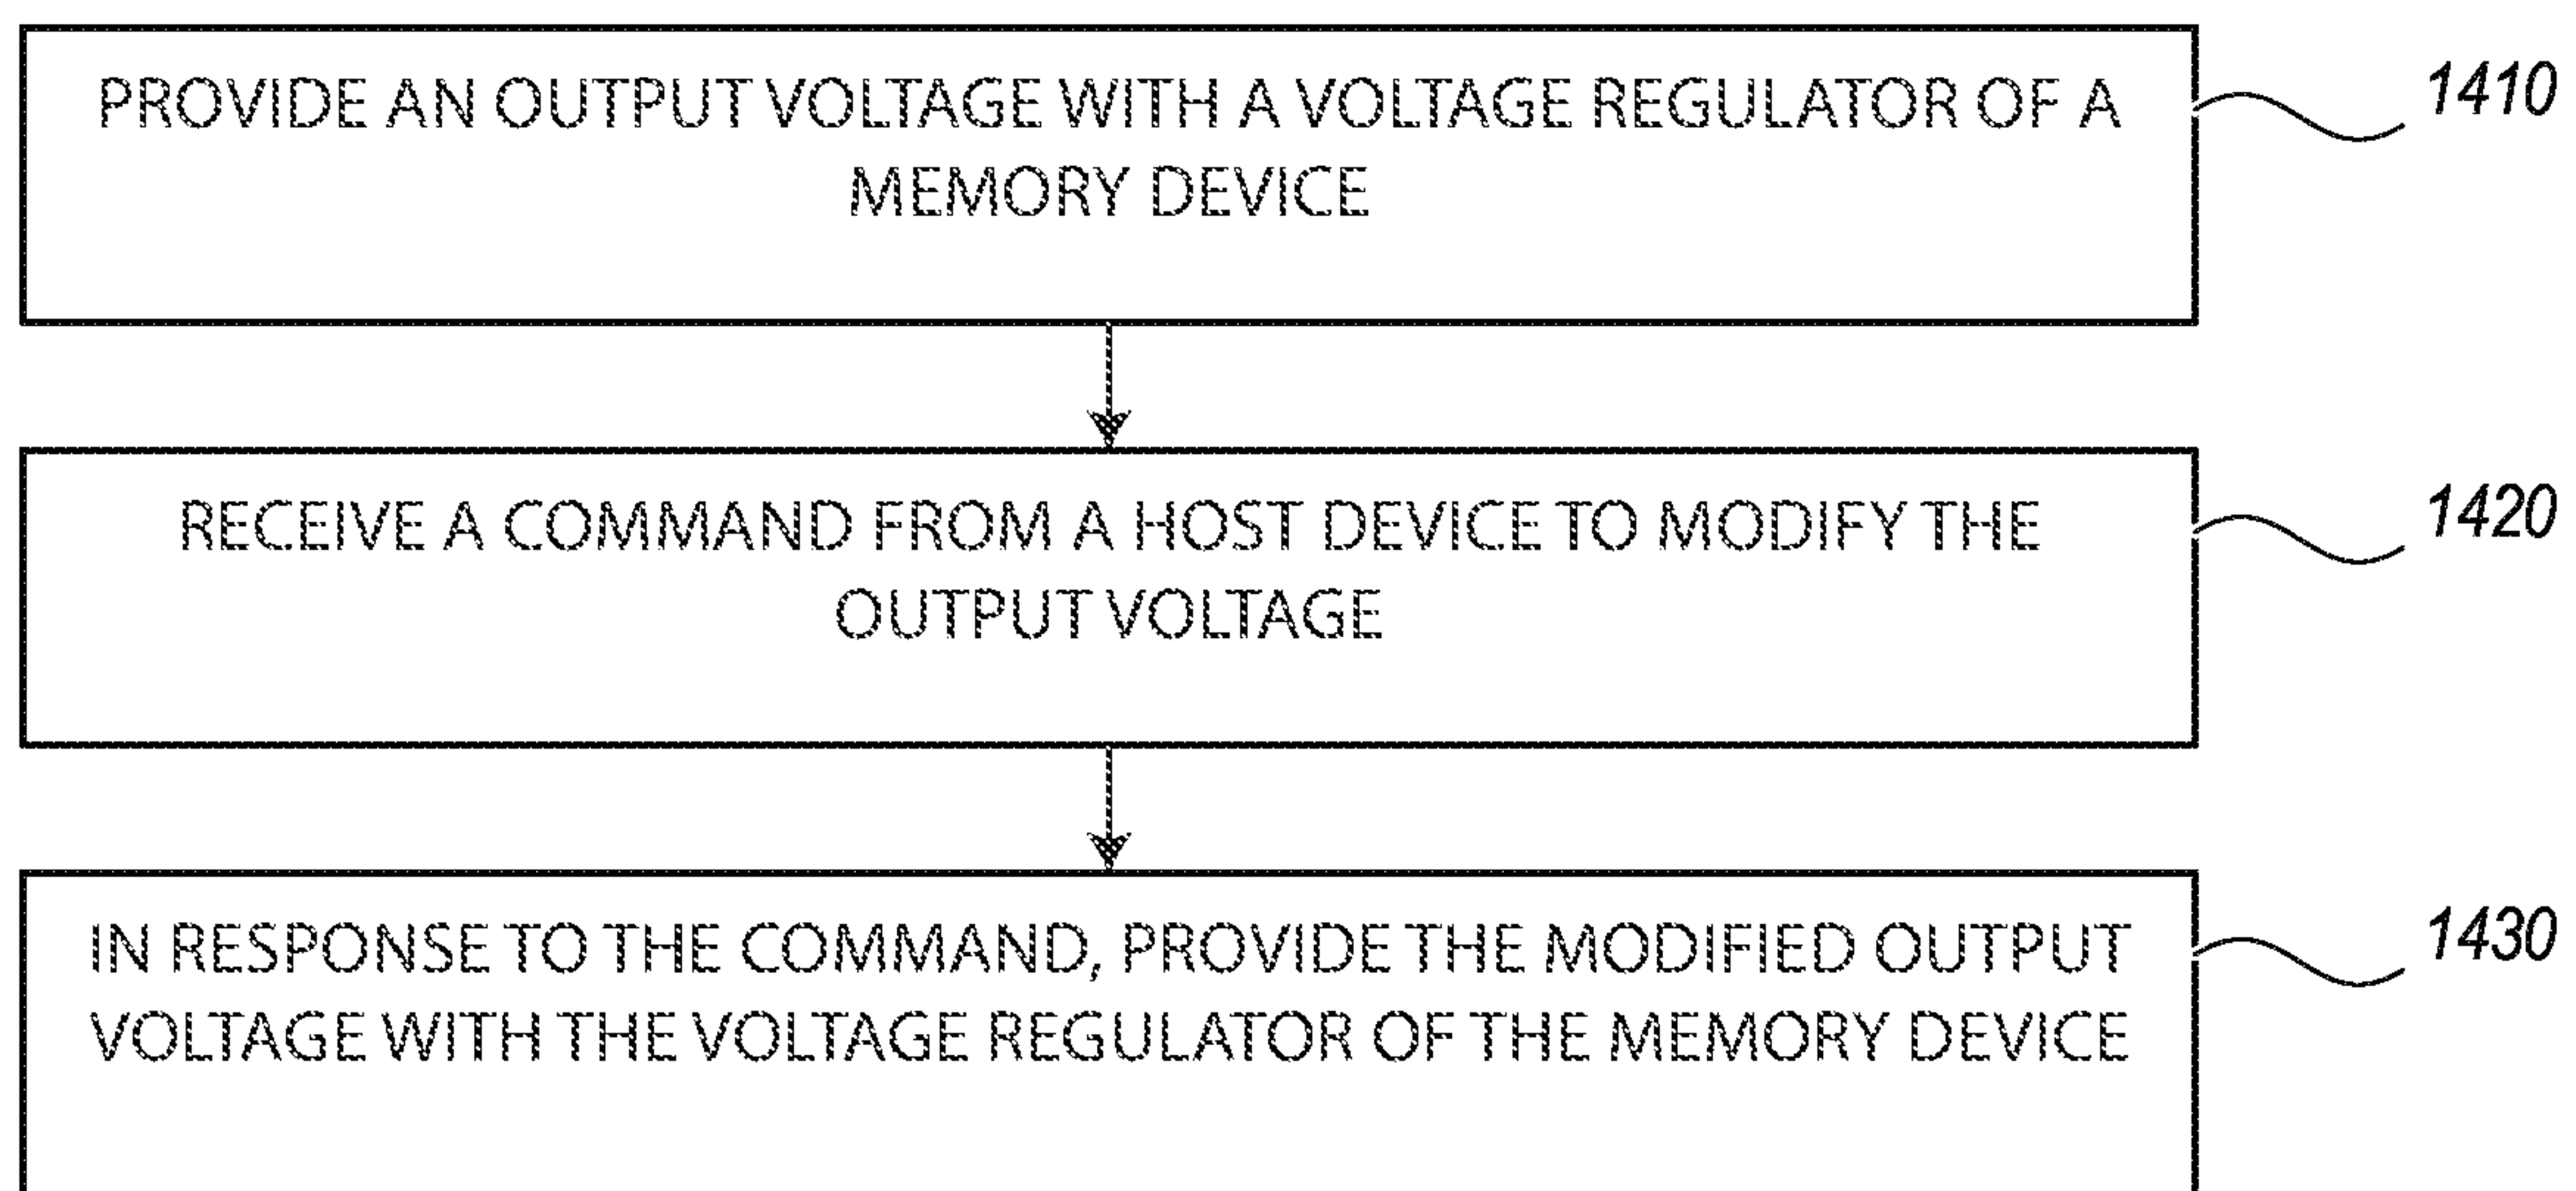 PROVIDE AN OUTPUT VOLTAGE WITH A VOLTAGE REGULATOR OF A
MEMORY DEVICE
1410
RECEIVE A COMMAND FROM A HOST DEVICE TO MODIFY THE
OUTPUT VOLTAGE
1420
IN RESPONSE TO THE COMMAND, PROVIDE THE MODIFIED OUTPUT
VOLTAGE WITH THE VOLTAGE REGULATOR OF THE MEMORY DEVICE
1430